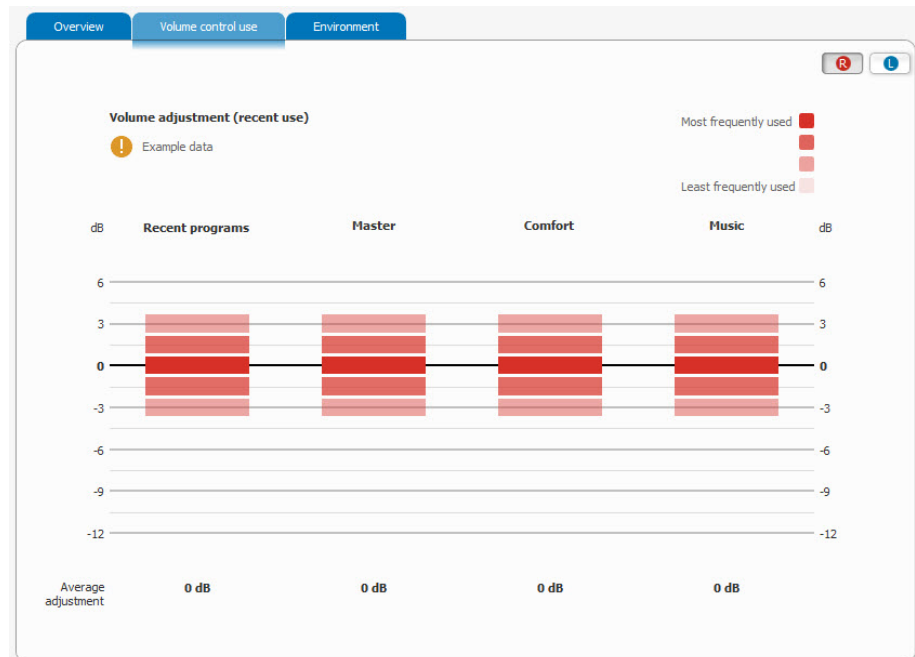 Overview Volume control use Environment
R L
Volume adjustment (recent use)
! Example data
Most frequently used
Least frequently used
dB Recent programs Master Comfort Music dB
6 6
3 3
0 0
-3 -3
-6 -6
-9 -9
-12 -12
Average
adjustment
0 dB 0 dB 0 dB 0 dB